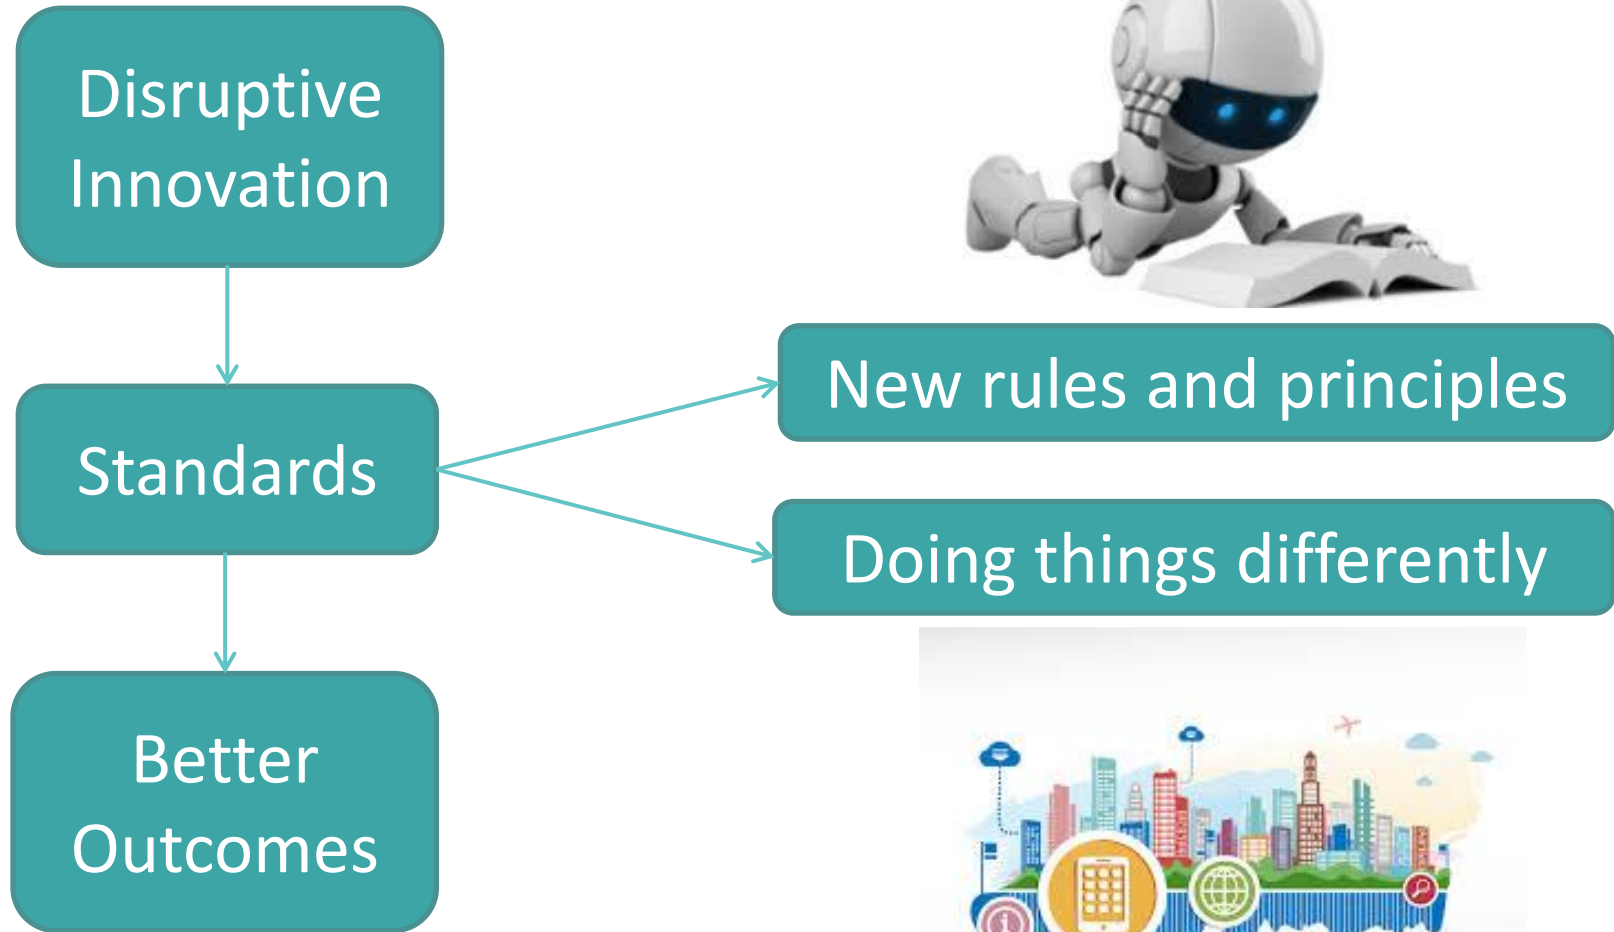 Disruptive
Innovation
Standards
New rules and principles
Doing things differently
Better
Outcomes